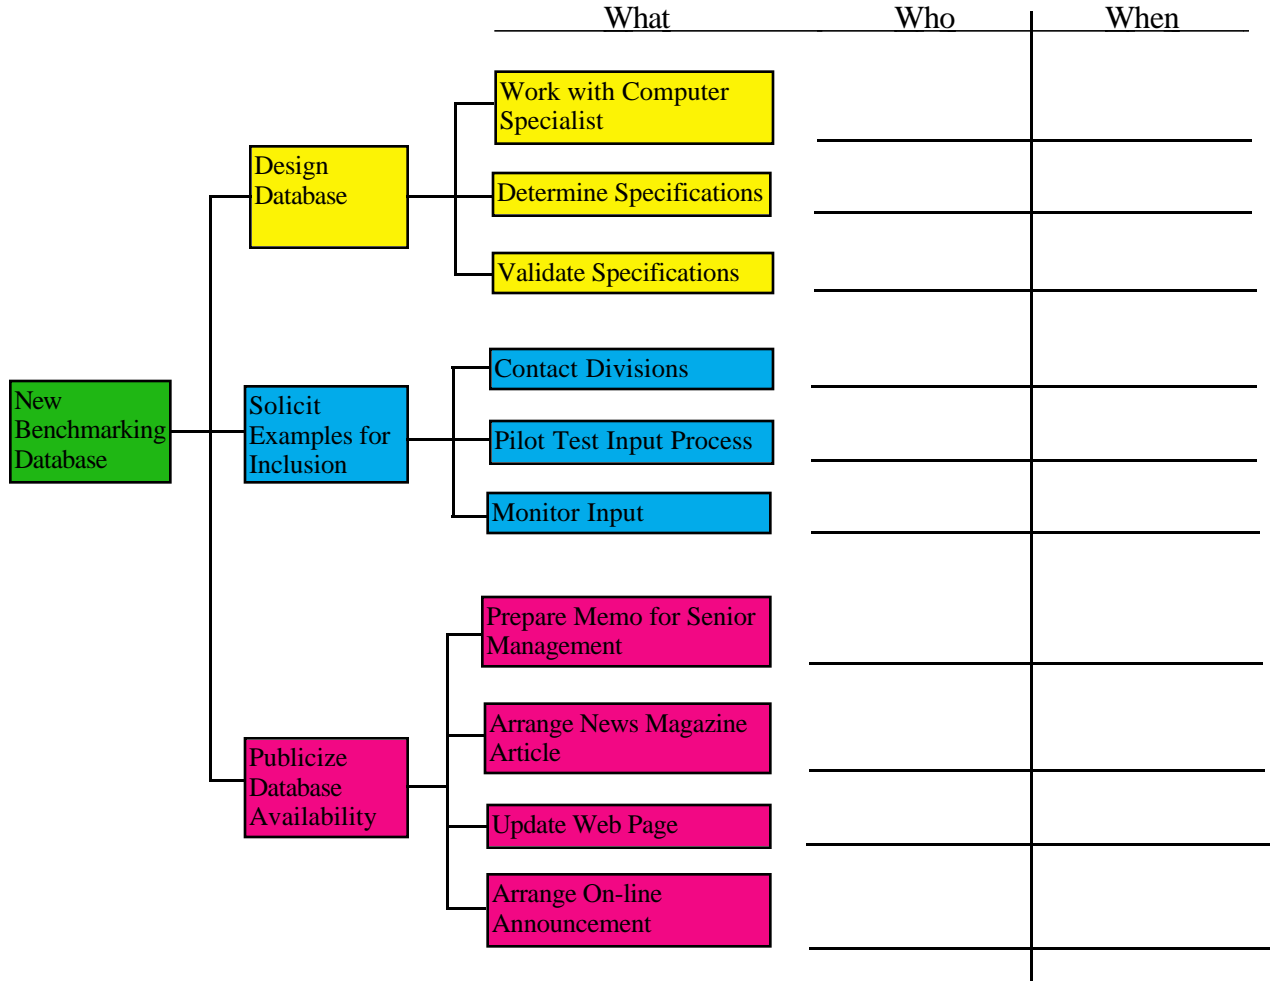 What Who When
Work with Computer
Specialist
Design
Database
Determine Specifications
Validate Specifications
New
Benchmarking
Database
Solicit
Examples for
Inclusion
Contact Divisions
Pilot Test Input Process
Monitor Input
Publicize
Database
Availability
Prepare Memo for Senior
Management
Arrange News Magazine
Article
Update Web Page
Arrange On-line
Announcement